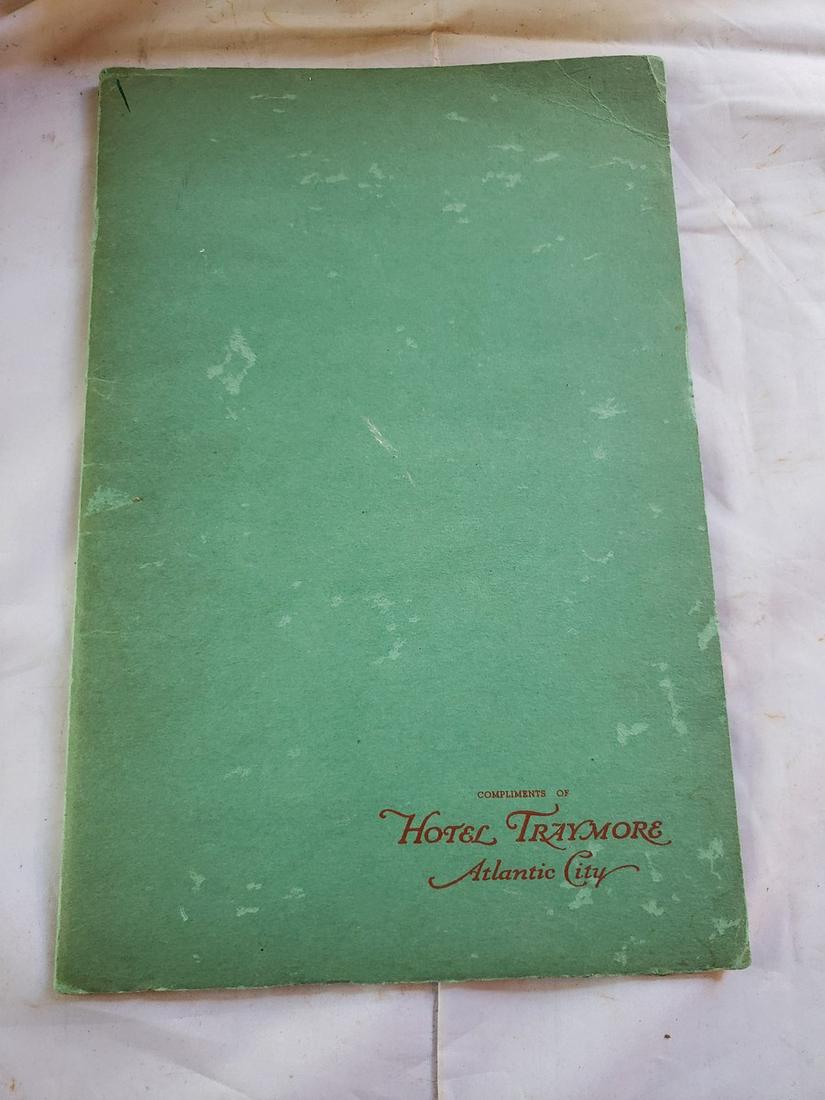 COMPLIMENTS OF
HOTEL TRAYMORE
Atlantic City